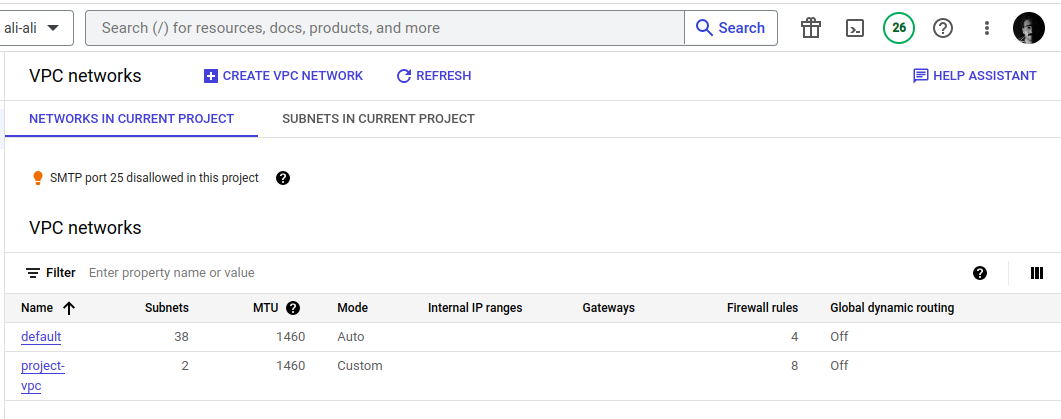 ali-ali
Search (/) for resources, docs, products, and more
Search
26
VPC networks
CREATE VPC NETWORK
REFRESH
HELP ASSISTANT
NETWORKS IN CURRENT PROJECT
SUBNETS IN CURRENT PROJECT
SMTP port 25 disallowed in this project
VPC networks
Filter Enter property name or value
Name Subnets MTU Mode Internal IP ranges Gateways Firewall rules Global dynamic routing
default 38 1460 Auto 4 Off
project- 2 1460 Custom 8 Off
vpc